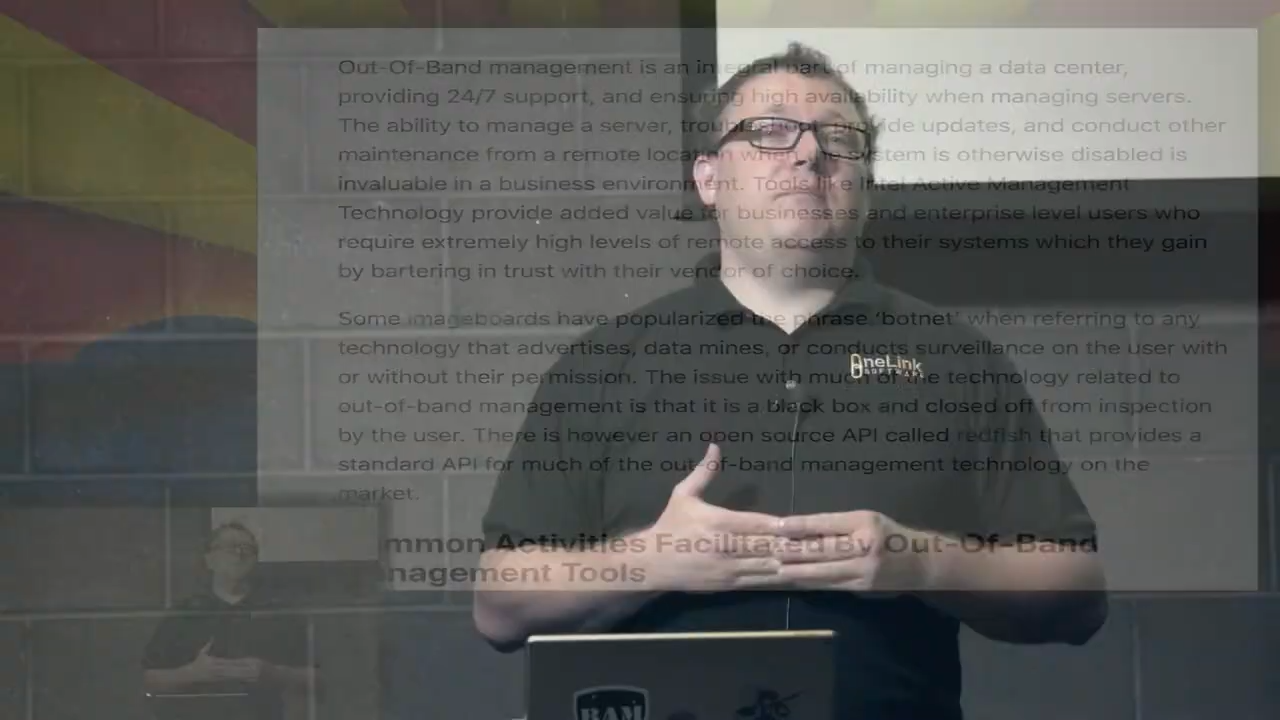 Out-Of-Band management is an integral part of managing a data center,
providing 24/7 support, and ensuring high availability when managing servers.
The ability to manage a server, troubleshoot, provide updates, and conduct other
maintenance from a remote location when the system is otherwise disabled is
invaluable in a business environment. Tools like Intel Active Management
Technology provide added value for businesses and enterprise level users who
require extremely high levels of remote access to their systems which they gain
by bartering in trust with their vendor of choice.
Some imageboards have popularized the phrase 'botnet' when referring to any
technology that advertises, data mines, or conducts surveillance on the user with
or without their permission. The issue with much of the technology related to
out-of-band management is that it is a black box and closed off from inspection
by the user. There is however an open source API called redfish that provides a
standard API for much of the out-of-band management technology on the
market.
mmon Activities Facilitated By Out-Of-Band
nagement Tools
OneLink
SOFTWARE
BAM